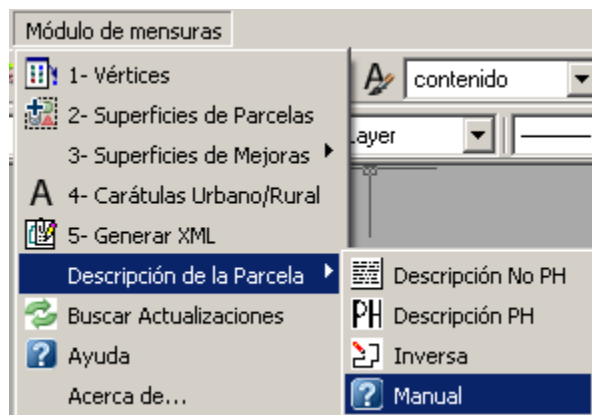 Módulo de mensuras
1- Vértices
contenido
2- Superficies de Parcelas
3- Superficies de Mejoras
Layer
4- Carátulas Urbano/Rural
5- Generar XML
Descripción de la Parcela
Descripción No PH
Buscar Actualizaciones
PH Descripción PH
Ayuda
Inversa
Acerca de...
Manual